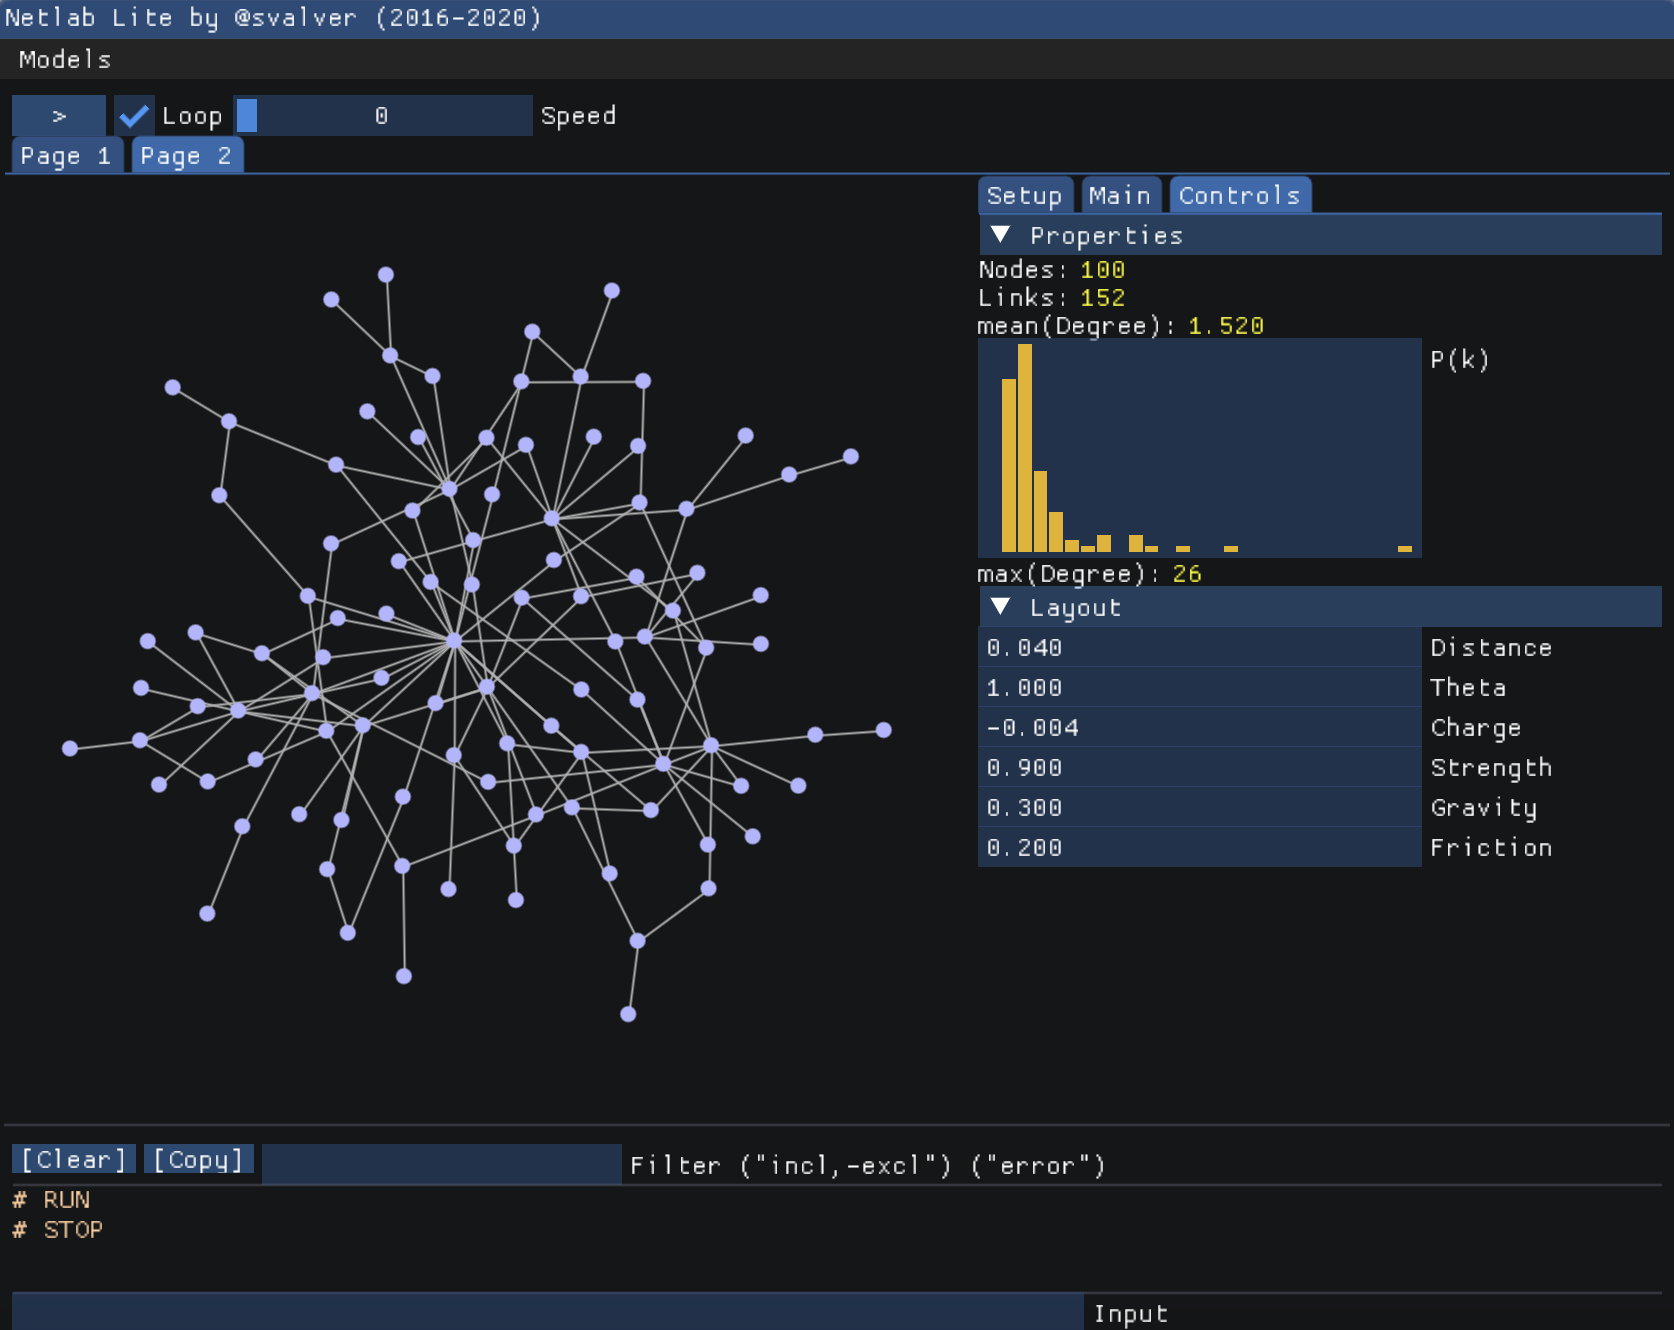 Netlab Lite by @svalver (2016-2020)
Models
> Loop 0 Speed
Page 1 Page 2
Setup Main Controls
▼ Properties
Nodes: 100
Links: 152
mean(Degree): 1.520
P(k)
max(Degree): 26
▼ Layout
0.040 Distance
1.000 Theta
-0.004 Charge
0.900 Strength
0.300 Gravity
0.200 Friction
[Clear] [Copy] Filter ("incl,-excl") ("error")
# RUN
# STOP
Input